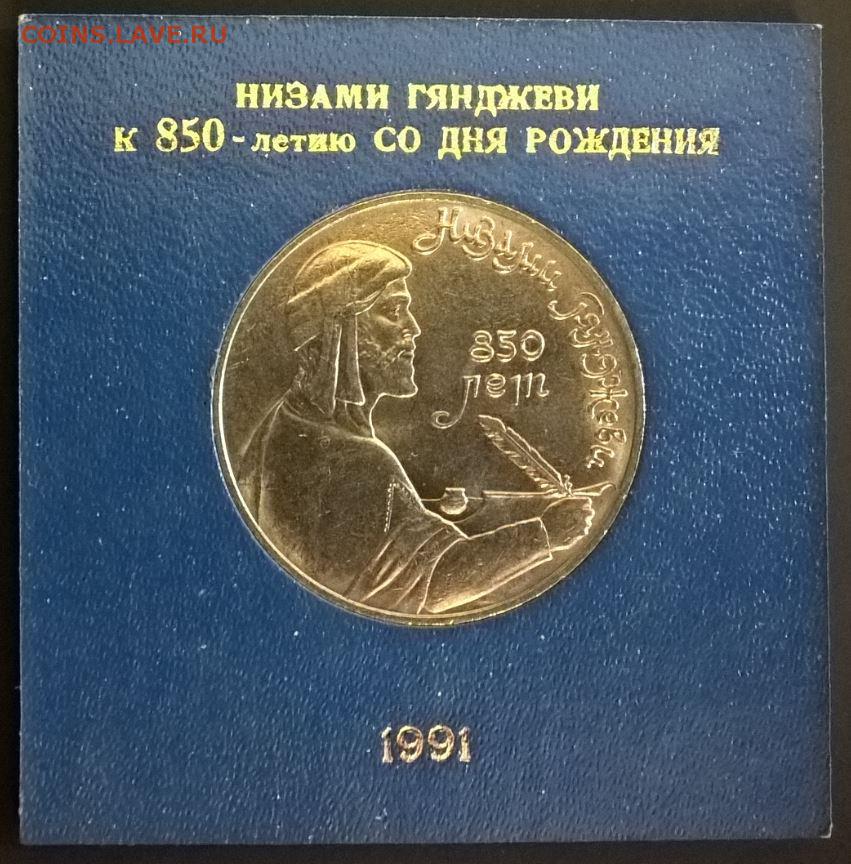 COINS.LAVE.RU
НИЗАМИ ГЯНДЖЕВИ
К 850-летию СО ДНЯ РОЖДЕНИЯ
Низами Гянджеви
850
лет
1991